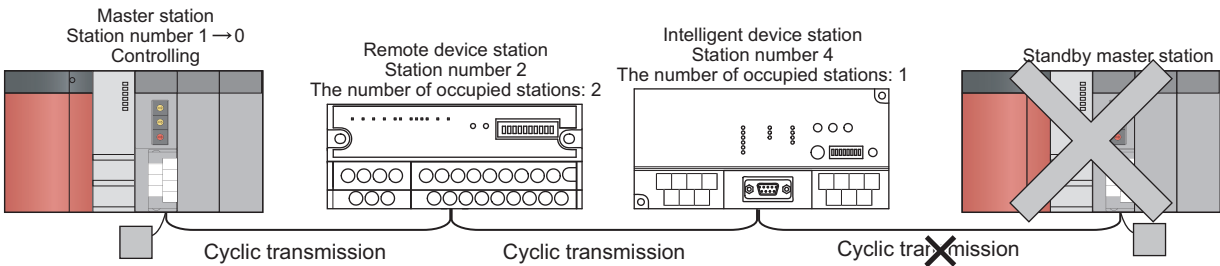 Master station
Station number 1→0
Controlling
Remote device station
Station number 2
The number of occupied stations: 2
Intelligent device station
Station number 4
The number of occupied stations: 1
Standby master station
Cyclic transmission
Cyclic transmission
Cyclic transmission